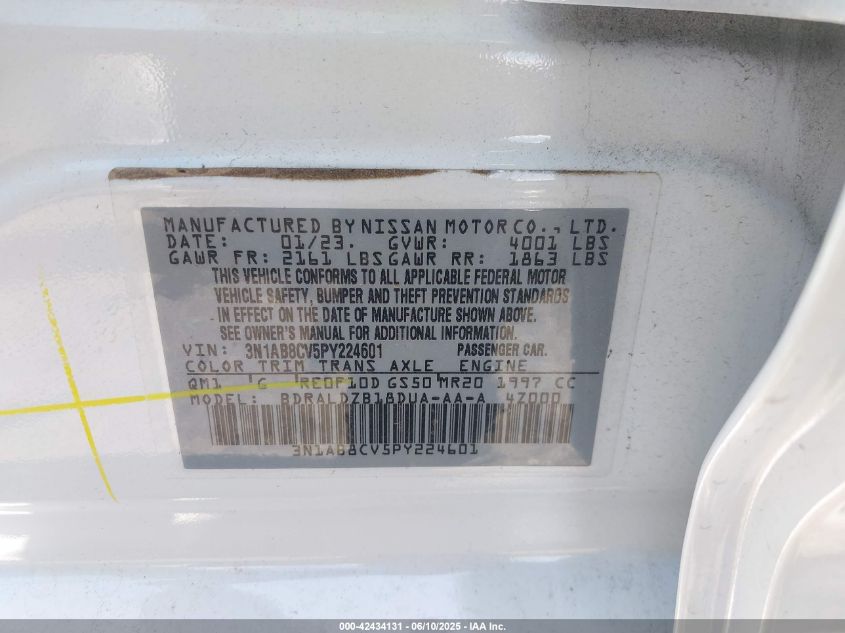 MANUFACTURED BY NISSAN MOTOR CO., LTD.
DATE: 01/23. GVWR: 4001 LBS
GAWR FR: 2161 LBS GAWR RR: 1863 LBS
THIS VEHICLE CONFORMS TO ALL APPLICABLE FEDERAL MOTOR
VEHICLE SAFETY, BUMPER AND THEFT PREVENTION STANDARDS
IN EFFECT ON THE DATE OF MANUFACTURE SHOWN ABOVE.
SEE OWNER'S MANUAL FOR ADDITIONAL INFORMATION.
VIN: 3N1AB8CV5PY224601 PASSENGER CAR.
COLOR TRIM TRANS AXLE ENGINE
QM1 'G 'RE0F10D GS50'MR20 1997 CC
MODEL: BDRALDZB18DUA-AA-A 4Z000
3N1AB8CV5PY224601
000-42434131 - 06/10/2025 - IAA Inc.